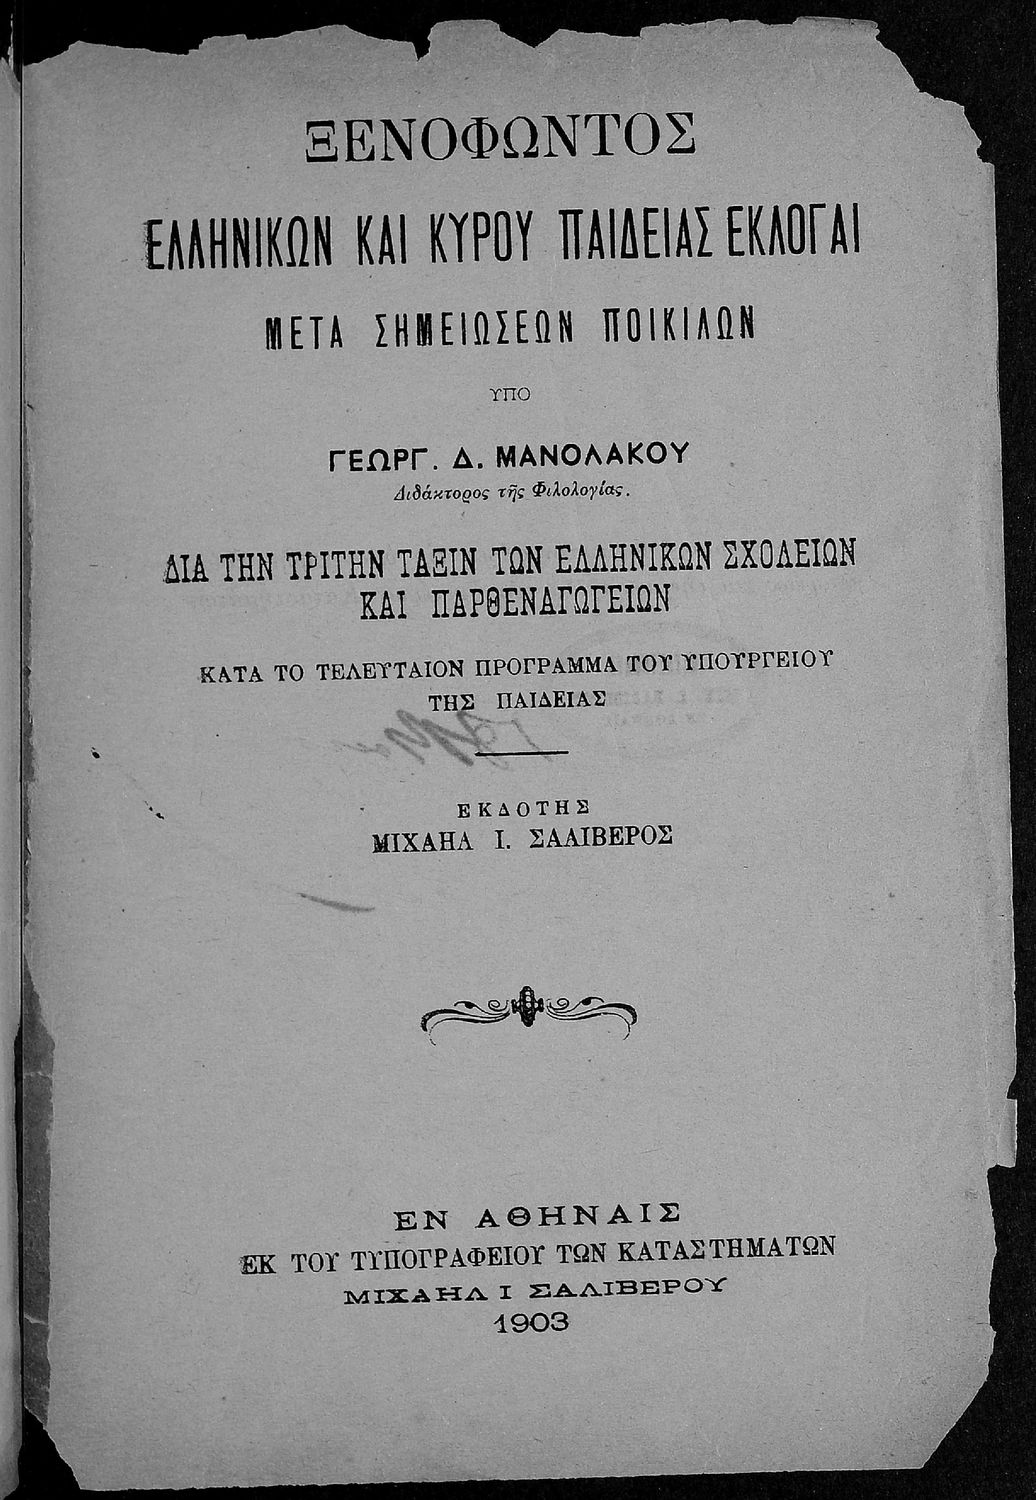 ΞΕΝΟΦΩΝΤΟΣ
ΕΛΛΗΝΙΚΩΝ ΚΑΙ ΚΥΡΟΥ ΠΑΙΔΕΙΑΣ ΕΚΛΟΓΑΙ
ΜΕΤΑ ΣΗΜΕΙΩΣΕΩΝ ΠΟΙΚΙΛΩΝ
ΥΠΟ
ΓΕΩΡΓ. Δ. ΜΑΝΟΛΑΚΟΥ
Διδάκτορος τῆς Φιλολογίας.
ΔΙΑ ΤΗΝ ΤΡΙΤΗΝ ΤΑΞΙΝ ΤΩΝ ΕΛΛΗΝΙΚΩΝ ΣΧΟΛΕΙΩΝ
ΚΑΙ ΠΑΡΘΕΝΑΓΩΓΕΙΩΝ
ΚΑΤΑ ΤΟ ΤΕΛΕΥΤΑΙΟΝ ΠΡΟΓΡΑΜΜΑ ΤΟΥ ΥΠΟΥΡΓΕΙΟΥ
ΤΗΣ ΠΑΙΔΕΙΑΣ
ΕΚΔΟΤΗΣ
ΜΙΧΑΗΛ Ι. ΣΑΛΙΒΕΡΟΣ
ΕΝ ΑΘΗΝΑΙΣ
ΕΚ ΤΟΥ ΤΥΠΟΓΡΑΦΕΙΟΥ ΤΩΝ ΚΑΤΑΣΤΗΜΑΤΩΝ
ΜΙΧΑΗΛ Ι ΣΑΛΙΒΕΡΟΥ
1903